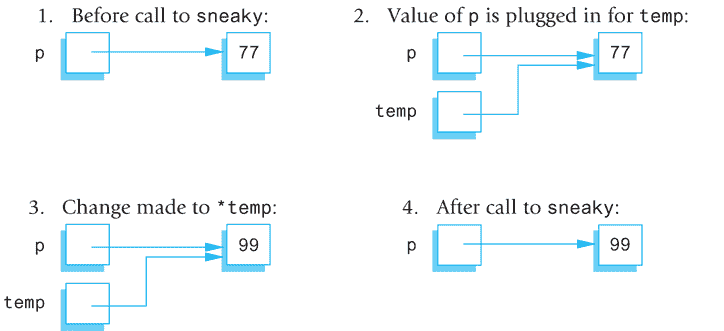 1. Before call to sneaky:
p
77
2. Value of p is plugged in for temp:
p
77
temp
3. Change made to *temp:
p
99
temp
4. After call to sneaky:
p
99